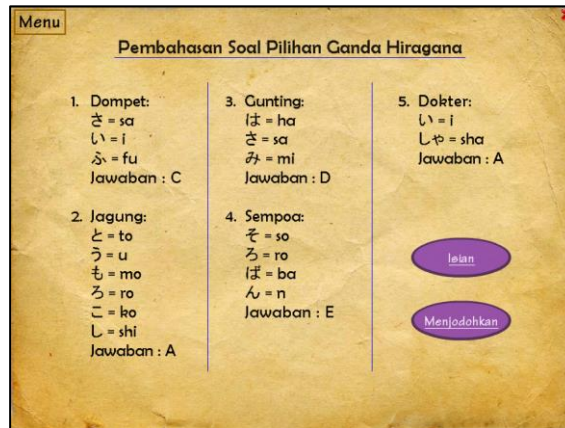 Menu
Pembahasan Soal Pilihan Ganda Hiragana
1. Dompet:
さ = sa
い = i
ふ = fu
Jawaban : C
2. Jagung:
と = to
う = u
も = mo
ろ = ro
こ = ko
し = shi
Jawaban : A
3. Gunting:
は = ha
さ = sa
み = mi
Jawaban : D
4. Sempoa:
そ = so
ろ = ro
ば = ba
ん = n
Jawaban : E
5. Dokter:
い = i
しゃ = sha
Jawaban : A
Isian
Menjodohkan